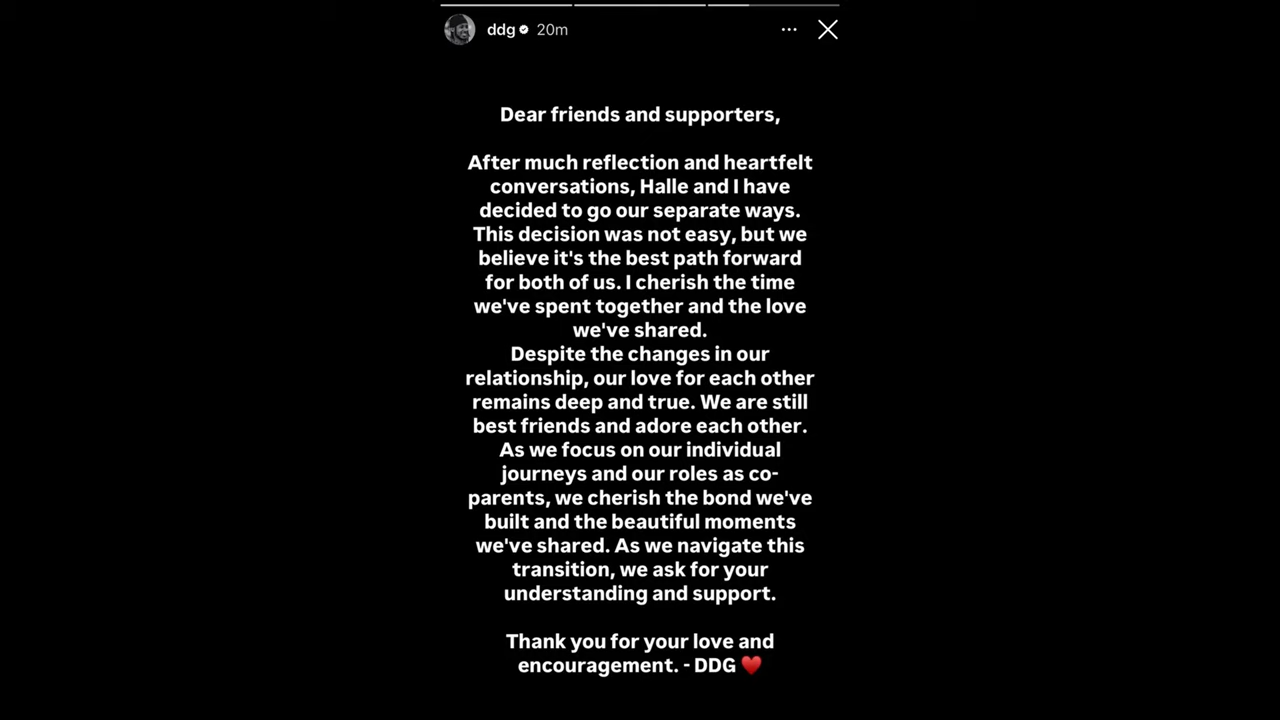 ddg 20m
Dear friends and supporters,
After much reflection and heartfelt
conversations, Halle and I have
decided to go our separate ways.
This decision was not easy, but we
believe it's the best path forward
for both of us. I cherish the time
we've spent together and the love
we've shared.
Despite the changes in our
relationship, our love for each other
remains deep and true. We are still
best friends and adore each other.
As we focus on our individual
journeys and our roles as co-
parents, we cherish the bond we've
built and the beautiful moments
we've shared. As we navigate this
transition, we ask for your
understanding and support.
Thank you for your love and
encouragement. - DDG ❤️